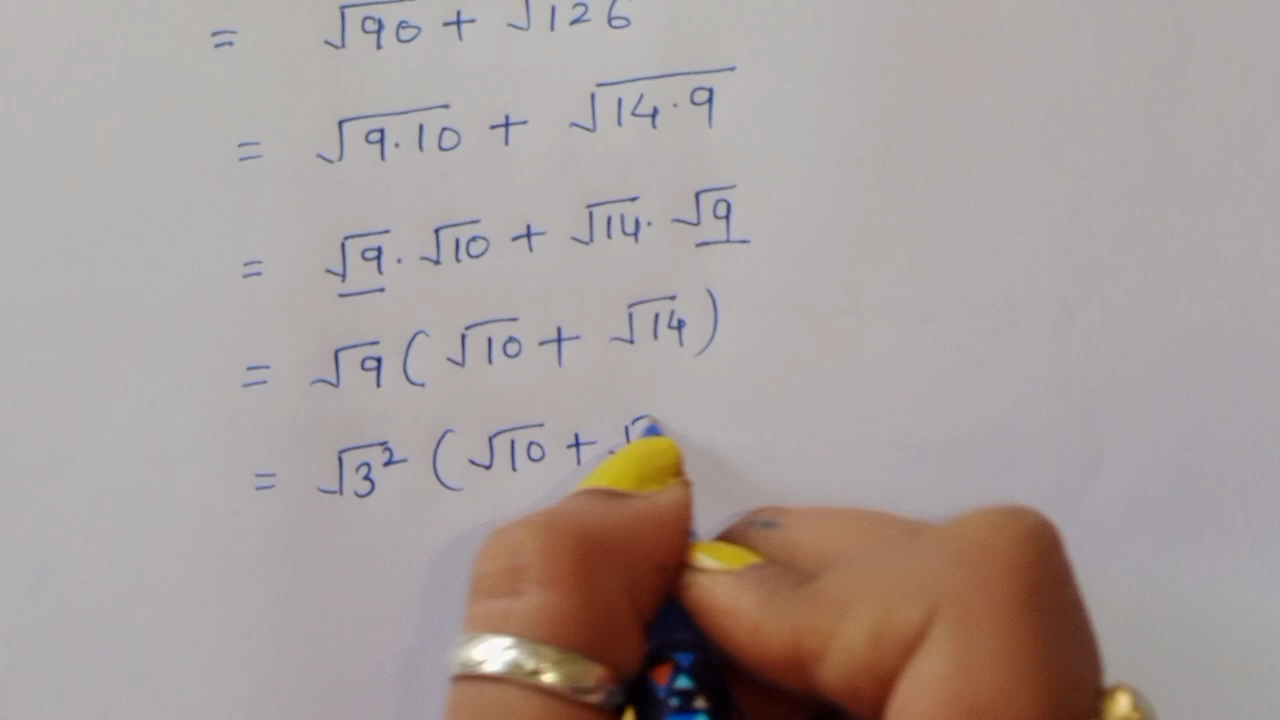 = √90 + √126
= √9·10 + √14·9
= √9 · √10 + √14 · √9
= √9 ( √10 + √14 )
= √3² ( √10 + √